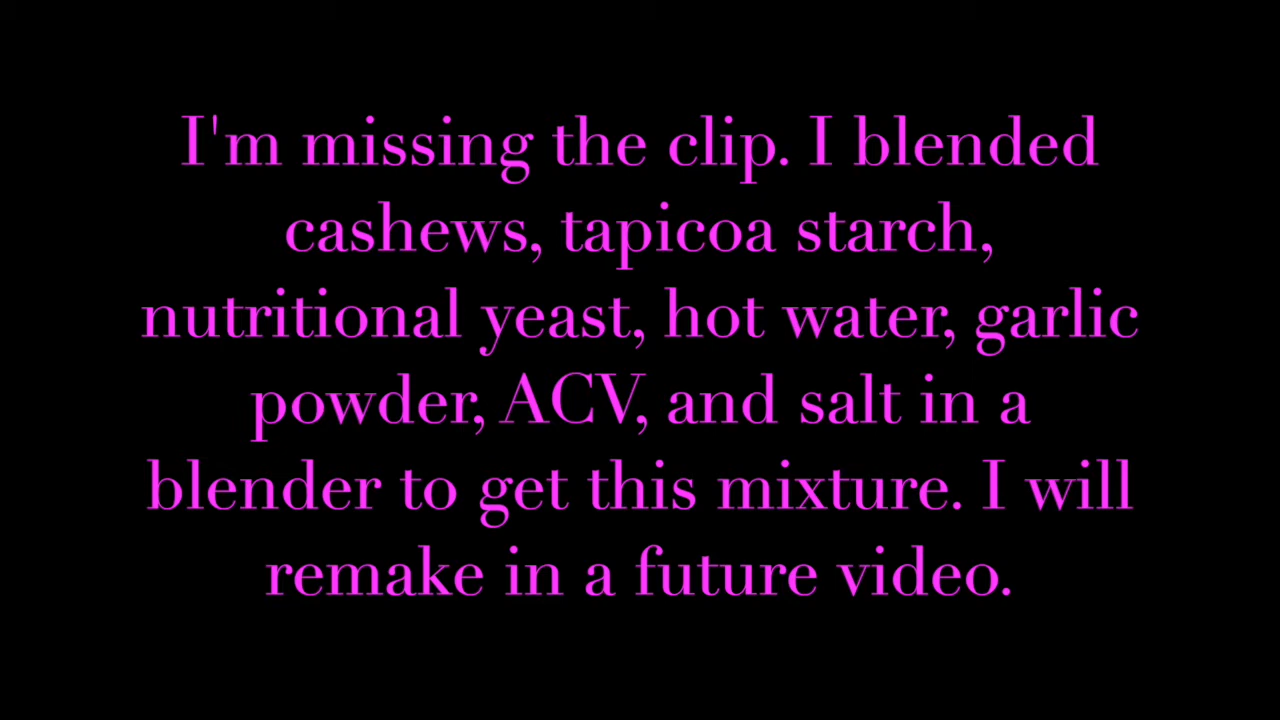 I'm missing the clip. I blended
cashews, tapicoa starch,
nutritional yeast, hot water, garlic
powder, ACV, and salt in a
blender to get this mixture. I will
remake in a future video.